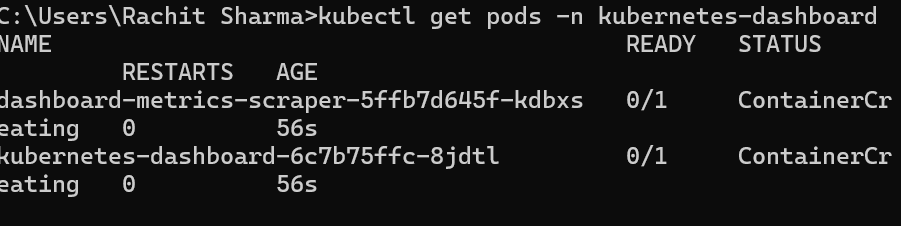 C:\Users\Rachit Sharma>kubectl get pods -n kubernetes-dashboard
NAME                                         READY   STATUS
        RESTARTS   AGE
dashboard-metrics-scraper-5ffb7d645f-kdbxs   0/1     ContainerCr
eating   0          56s
kubernetes-dashboard-6c7b75ffc-8jdtl         0/1     ContainerCr
eating   0          56s